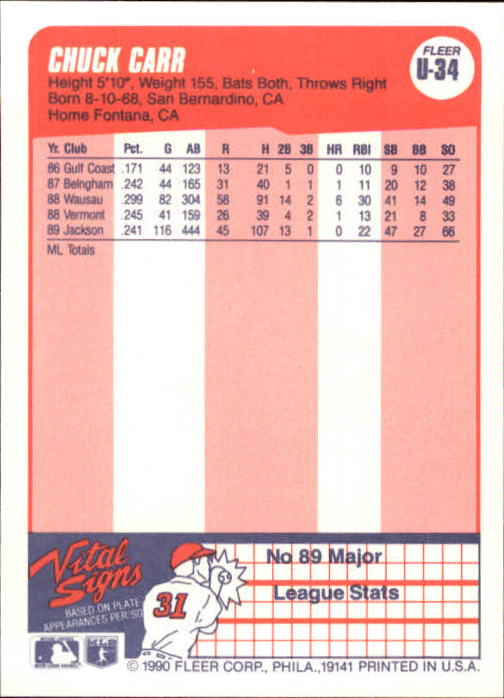 CHUCK CARR
FLEER
U-34
Height 5'10", Weight 155, Bats Both, Throws Right
Born 8-10-68, San Bernardino, CA
Home Fontana, CA
Yr. Club Pct. G AB R H 2B 3B HR RBI SB BB SO
86 Gulf Coast .171 44 123 13 21 5 0 0 10 9 10 27
87 Belngham .242 44 165 31 40 1 1 1 11 20 12 38
88 Wausau .299 82 304 58 91 14 2 6 30 41 14 49
88 Vermont .245 41 159 26 39 4 2 1 13 21 8 33
89 Jackson .241 116 444 45 107 13 1 0 22 47 27 66
ML Totals
Vital
Signs
BASED ON PLATE
APPEARANCES PER SO
31
No 89 Major
League Stats
© 1990 FLEER CORP., PHILA.,19141 PRINTED IN U.S.A.